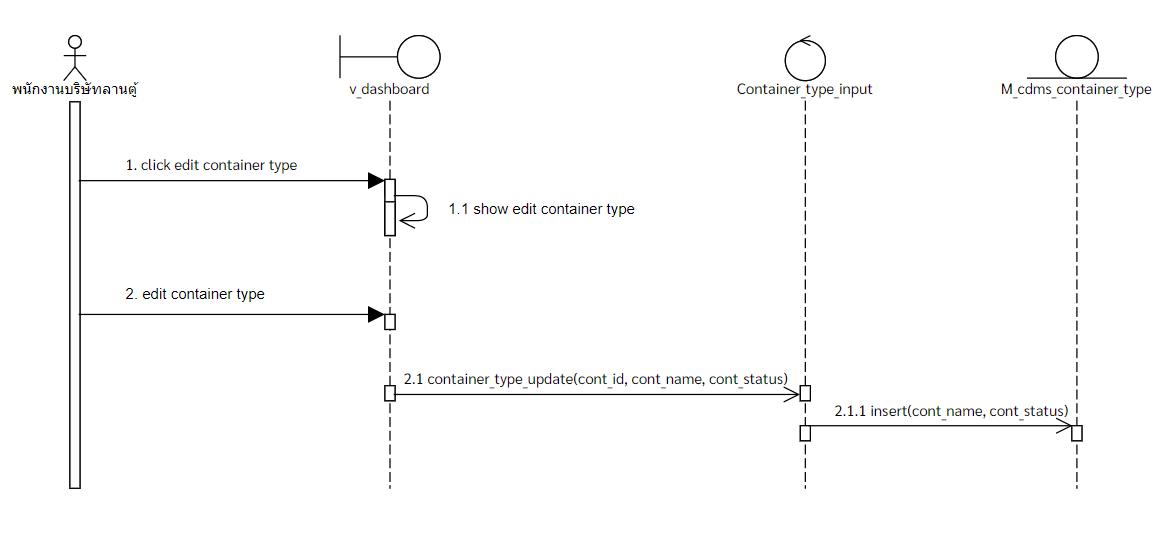 พนักงานบริษัทลานตู้
v_dashboard
Container_type_input
M_cdms_container_type
1. click edit container type
1.1 show edit container type
2. edit container type
2.1 container_type_update(cont_id, cont_name, cont_status)
2.1.1 insert(cont_name, cont_status)